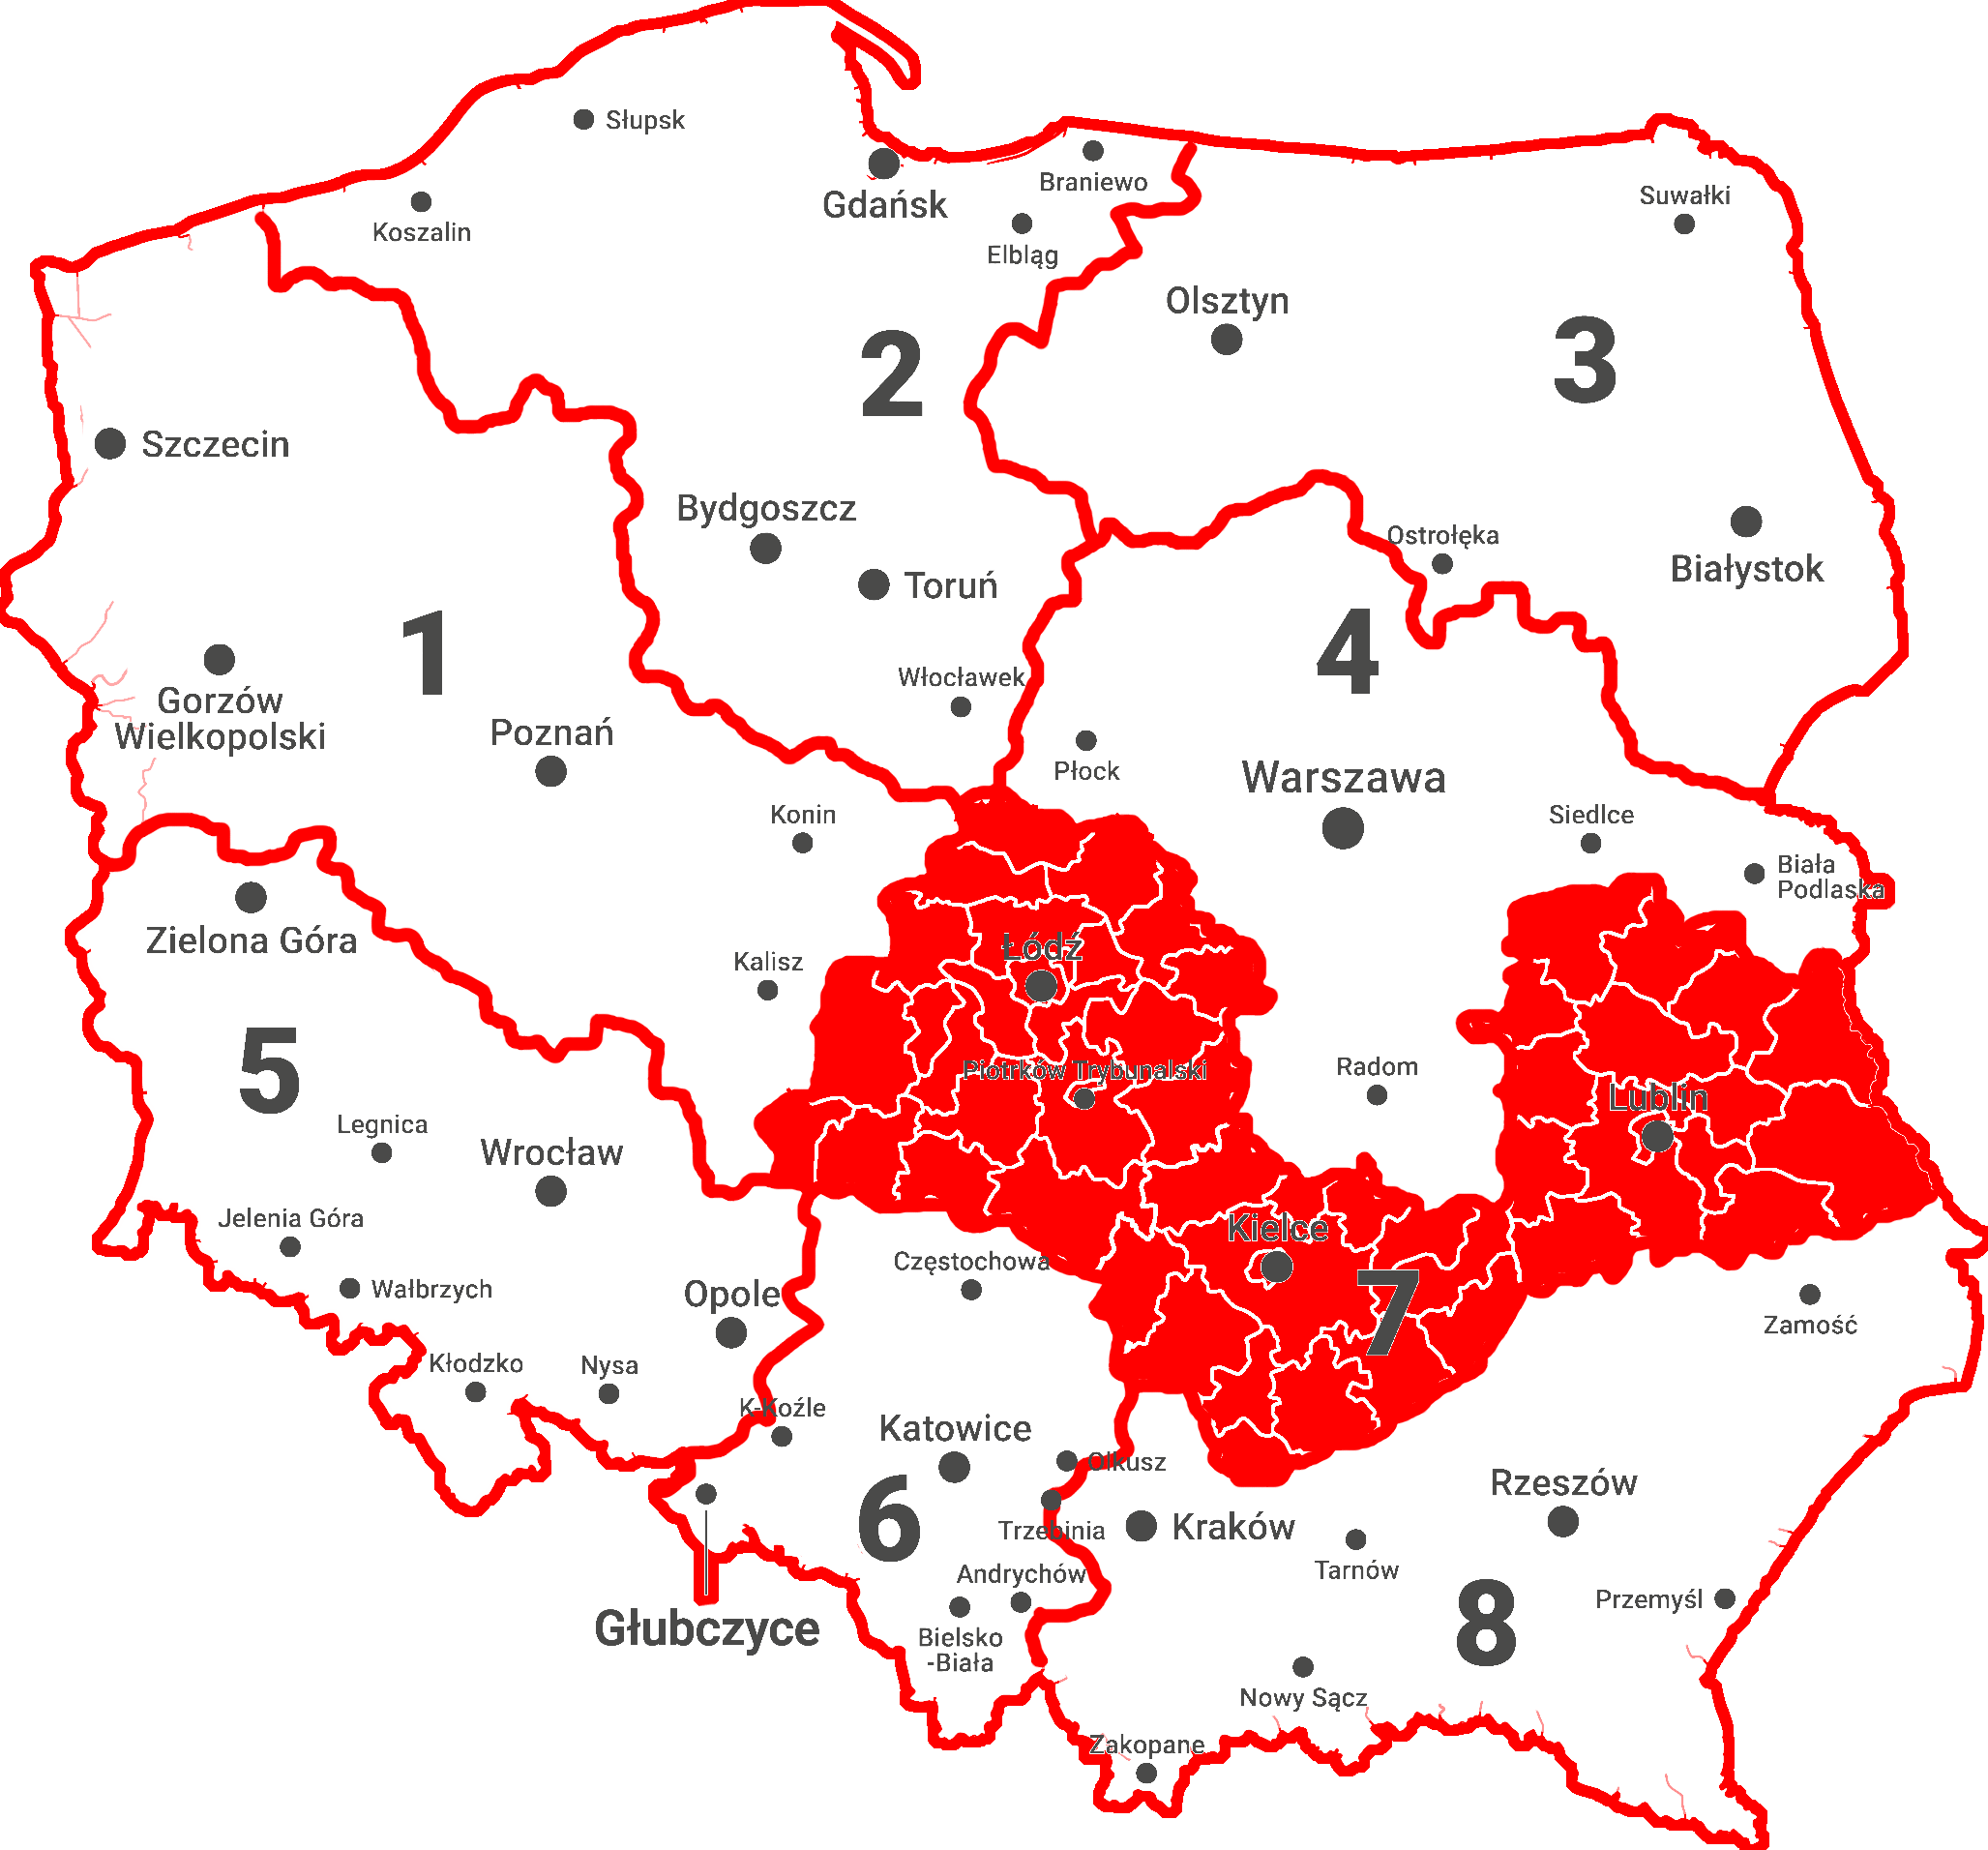 Słupsk
Braniewo
Gdańsk
Suwałki
Koszalin
Elbląg
Olsztyn
2
3
Szczecin
Bydgoszcz
Ostrołęka
Białystok
Toruń
1
4
Włocławek
Gorzów
Wielkopolski
Poznań
Płock
Warszawa
Konin
Siedlce
Biała
Podlaska
Zielona Góra
Łódź
Kalisz
5
Piotrków Trybunalski
Radom
Lublin
Legnica
Wrocław
Jelenia Góra
Kielce
Częstochowa
Wałbrzych
Opole
7
Zamość
Kłodzko
Nysa
K-Koźle
Katowice
Olkusz
Rzeszów
6
Trzebinia
Kraków
Tarnów
Andrychów
Przemyśl
Głubczyce
8
Bielsko
-Biała
Nowy Sącz
Zakopane